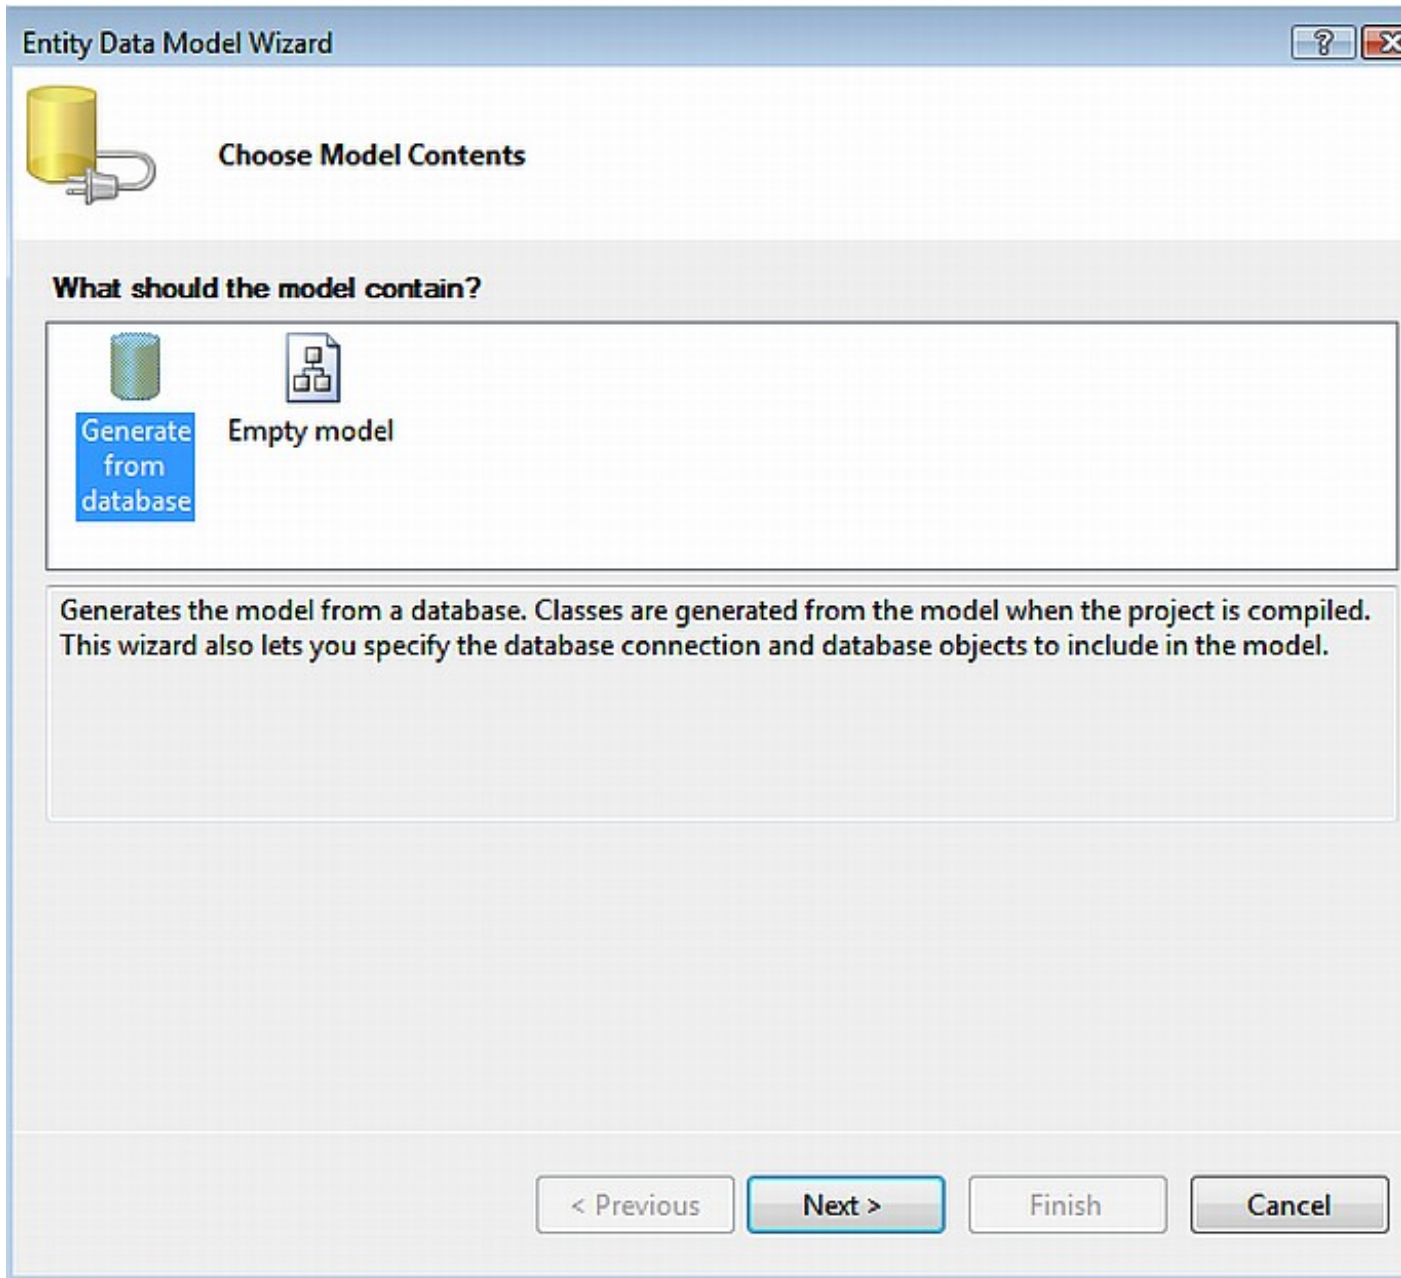 Entity Data Model Wizard
Choose Model Contents
What should the model contain?
Generate
from
database
Empty model
Generates the model from a database. Classes are generated from the model when the project is compiled.
This wizard also lets you specify the database connection and database objects to include in the model.
< Previous
Next >
Finish
Cancel